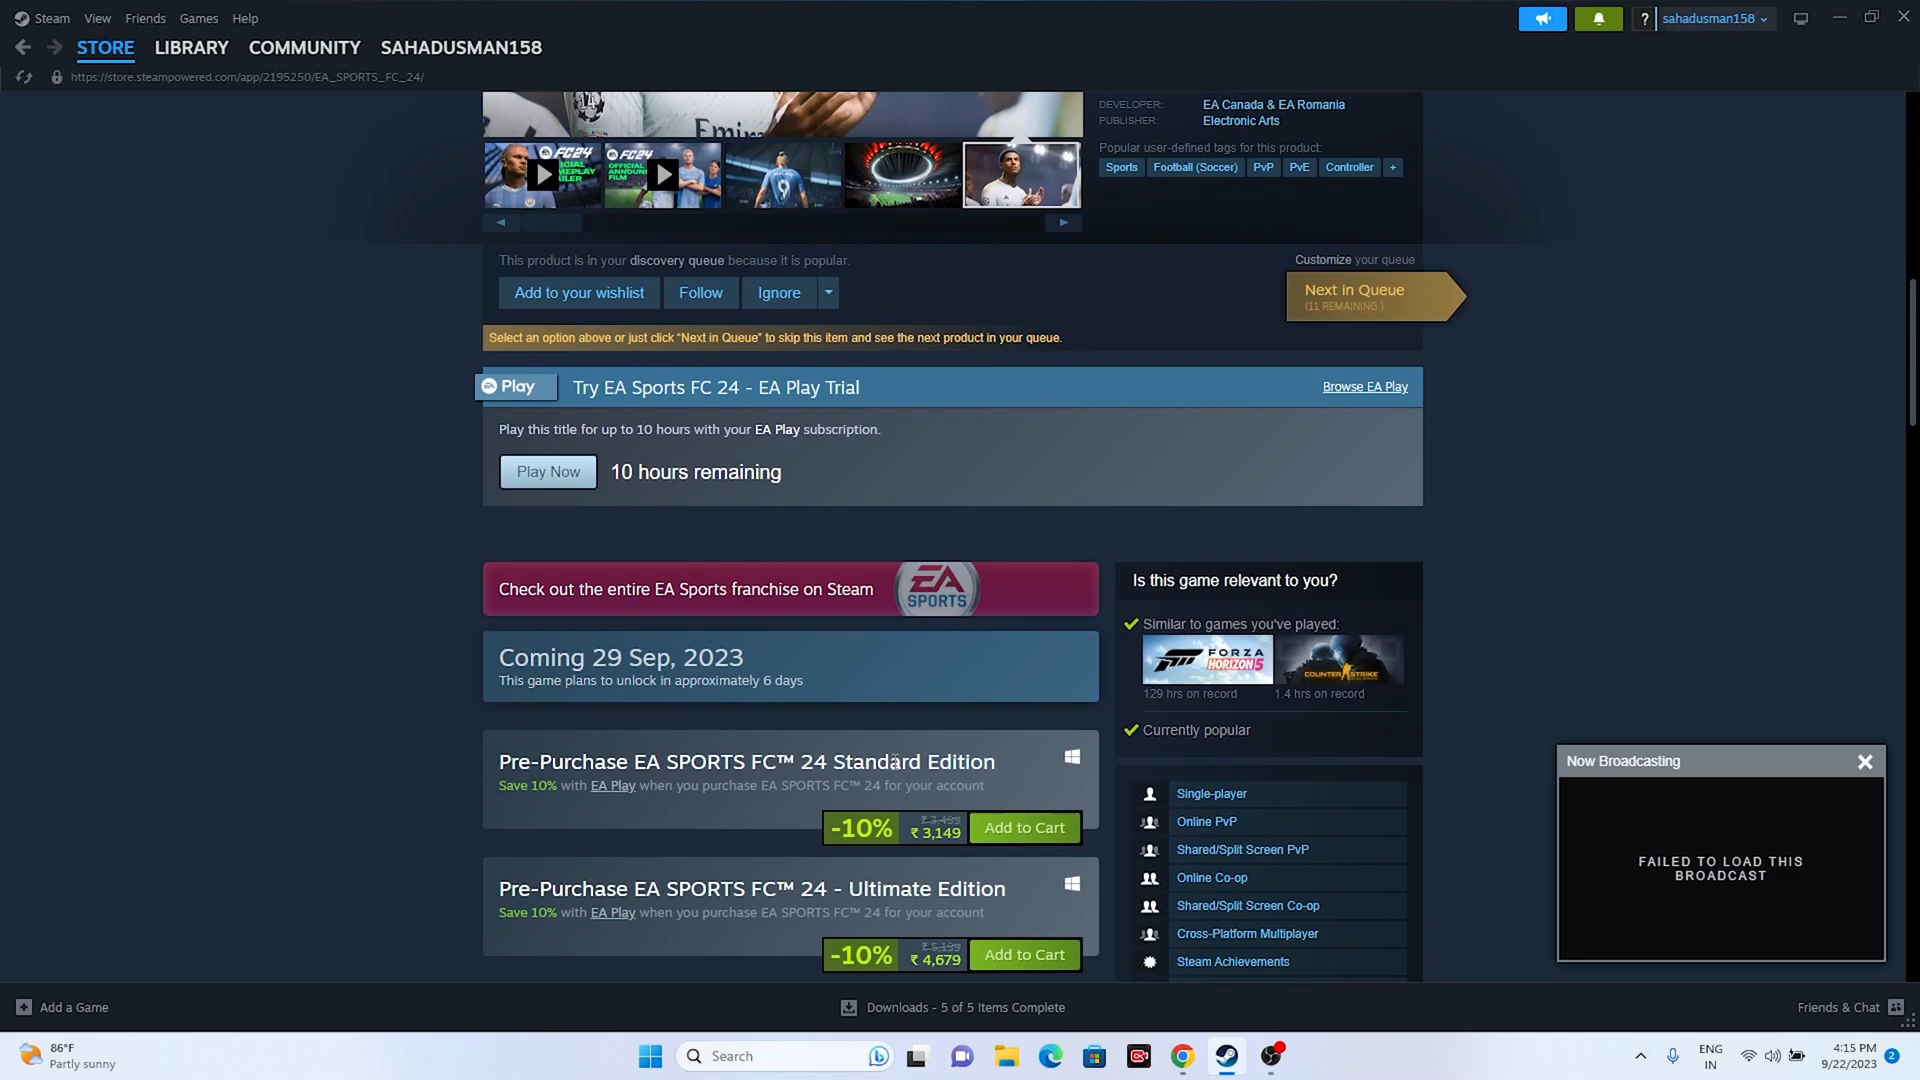 Steam View Friends Games Help
? sahadusman158
STORE LIBRARY COMMUNITY SAHADUSMAN158
https://store.steampowered.com/app/2195250/EA_SPORTS_FC_24/
DEVELOPER: EA Canada & EA Romania
PUBLISHER: Electronic Arts
Popular user-defined tags for this product:
Sports Football (Soccer) PvP PvE Controller +
This product is in your discovery queue because it is popular.
Customize your queue
Add to your wishlist Follow Ignore
Next in Queue
(11 REMAINING )
Select an option above or just click “Next in Queue” to skip this item and see the next product in your queue.
EA Play Try EA Sports FC 24 - EA Play Trial Browse EA Play
Play this title for up to 10 hours with your EA Play subscription.
Play Now 10 hours remaining
Check out the entire EA Sports franchise on Steam
EA
SPORTS
Is this game relevant to you?
Similar to games you've played:
FORZA
HORIZON 5
COUNTER STRIKE
129 hrs on record 1.4 hrs on record
Currently popular
Coming 29 Sep, 2023
This game plans to unlock in approximately 6 days
Pre-Purchase EA SPORTS FC™ 24 Standard Edition
Save 10% with EA Play when you purchase EA SPORTS FC™ 24 for your account
-10% ₹ 3,499
₹ 3,149 Add to Cart
Pre-Purchase EA SPORTS FC™ 24 - Ultimate Edition
Save 10% with EA Play when you purchase EA SPORTS FC™ 24 for your account
-10% ₹ 5,199
₹ 4,679 Add to Cart
Single-player
Online PvP
Shared/Split Screen PvP
Online Co-op
Shared/Split Screen Co-op
Cross-Platform Multiplayer
Steam Achievements
Now Broadcasting
FAILED TO LOAD THIS
BROADCAST
Add a Game
Downloads - 5 of 5 Items Complete
Friends & Chat
86°F
Partly sunny
Search
ENG
IN
4:15 PM
9/22/2023
2